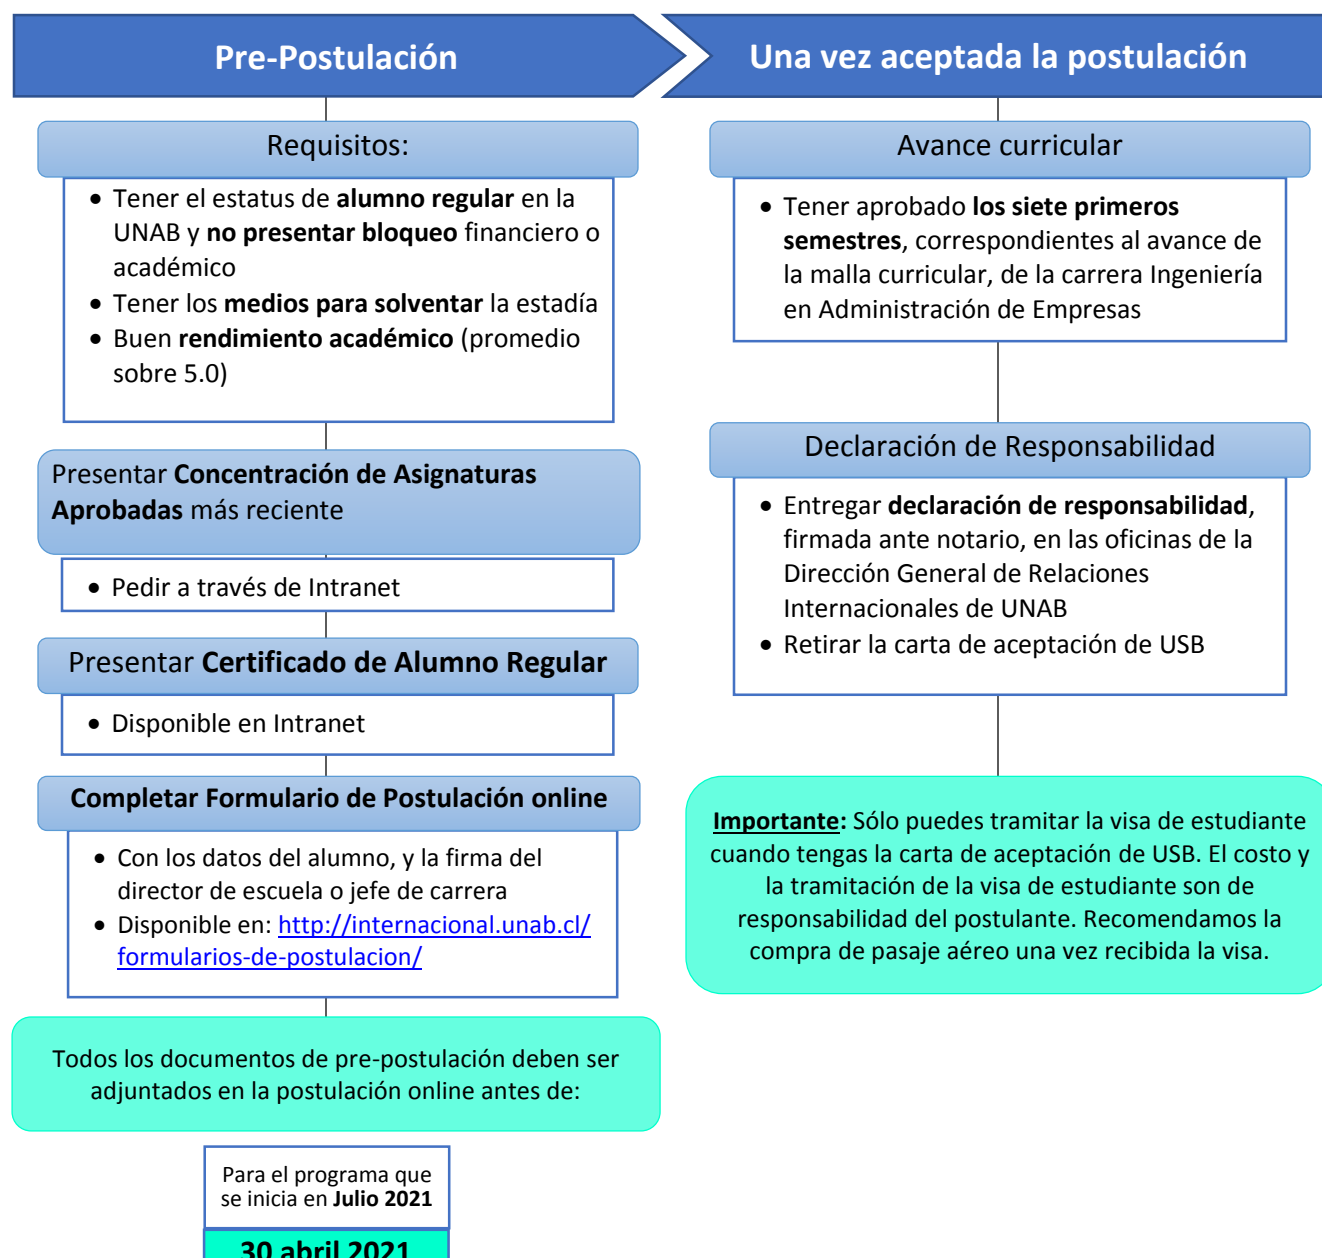 Pre-Postulación
Requisitos:
• Tener el estatus de alumno regular en la
UNAB y no presentar bloqueo financiero o
académico
• Tener los medios para solventar la estadía
• Buen rendimiento académico (promedio
sobre 5.0)
Presentar Concentración de Asignaturas
Aprobadas más reciente
• Pedir a través de Intranet
Presentar Certificado de Alumno Regular
• Disponible en Intranet
Completar Formulario de Postulación online
• Con los datos del alumno, y la firma del
director de escuela o jefe de carrera
• Disponible en: http://internacional.unab.cl/
formularios-de-postulacion/
Todos los documentos de pre-postulación deben ser
adjuntados en la postulación online antes de:
Para el programa que
se inicia en Julio 2021
30 abril 2021
Una vez aceptada la postulación
Avance curricular
• Tener aprobado los siete primeros
semestres, correspondientes al avance de
la malla curricular, de la carrera Ingeniería
en Administración de Empresas
Declaración de Responsabilidad
• Entregar declaración de responsabilidad,
firmada ante notario, en las oficinas de la
Dirección General de Relaciones
Internacionales de UNAB
• Retirar la carta de aceptación de USB
Importante: Sólo puedes tramitar la visa de estudiante
cuando tengas la carta de aceptación de USB. El costo y
la tramitación de la visa de estudiante son de
responsabilidad del postulante. Recomendamos la
compra de pasaje aéreo una vez recibida la visa.